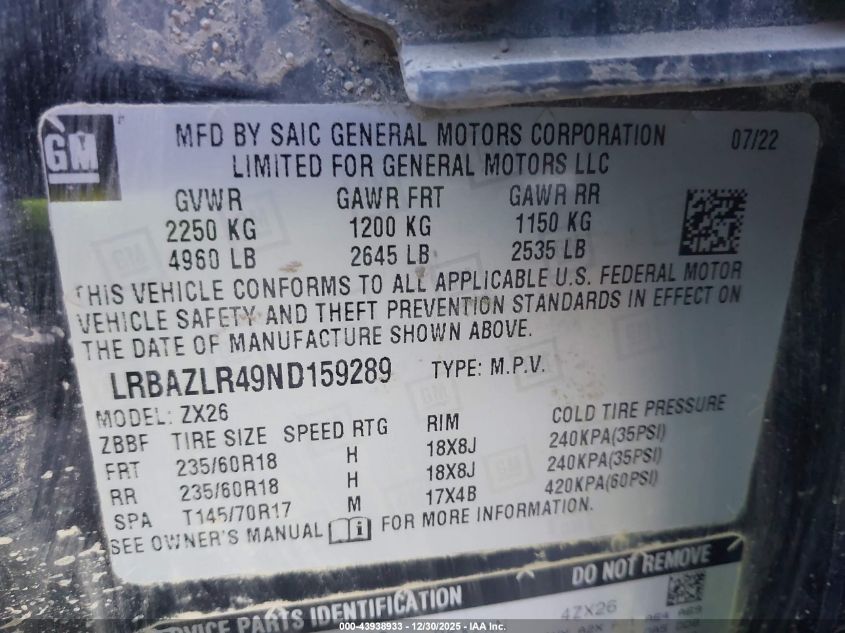 GM
MFD BY SAIC GENERAL MOTORS CORPORATION 07/22
LIMITED FOR GENERAL MOTORS LLC
GVWR GAWR FRT GAWR RR
2250 KG 1200 KG 1150 KG
4960 LB 2645 LB 2535 LB
THIS VEHICLE CONFORMS TO ALL APPLICABLE U.S. FEDERAL MOTOR
VEHICLE SAFETY AND THEFT PREVENTION STANDARDS IN EFFECT ON
THE DATE OF MANUFACTURE SHOWN ABOVE.
LRBAZLR49ND159289 TYPE: M.P.V.
MODEL: ZX26
ZBBF TIRE SIZE SPEED RTG RIM COLD TIRE PRESSURE
FRT 235/60R18 H 18X8J 240KPA(35PSI)
RR 235/60R18 H 18X8J 240KPA(35PSI)
SPA T145/70R17 M 17X4B 420KPA(60PSI)
SEE OWNER'S MANUAL FOR MORE INFORMATION.
SERVICE PARTS IDENTIFICATION DO NOT REMOVE
4ZX26
000-43938933 - 12/30/2025 - IAA Inc.